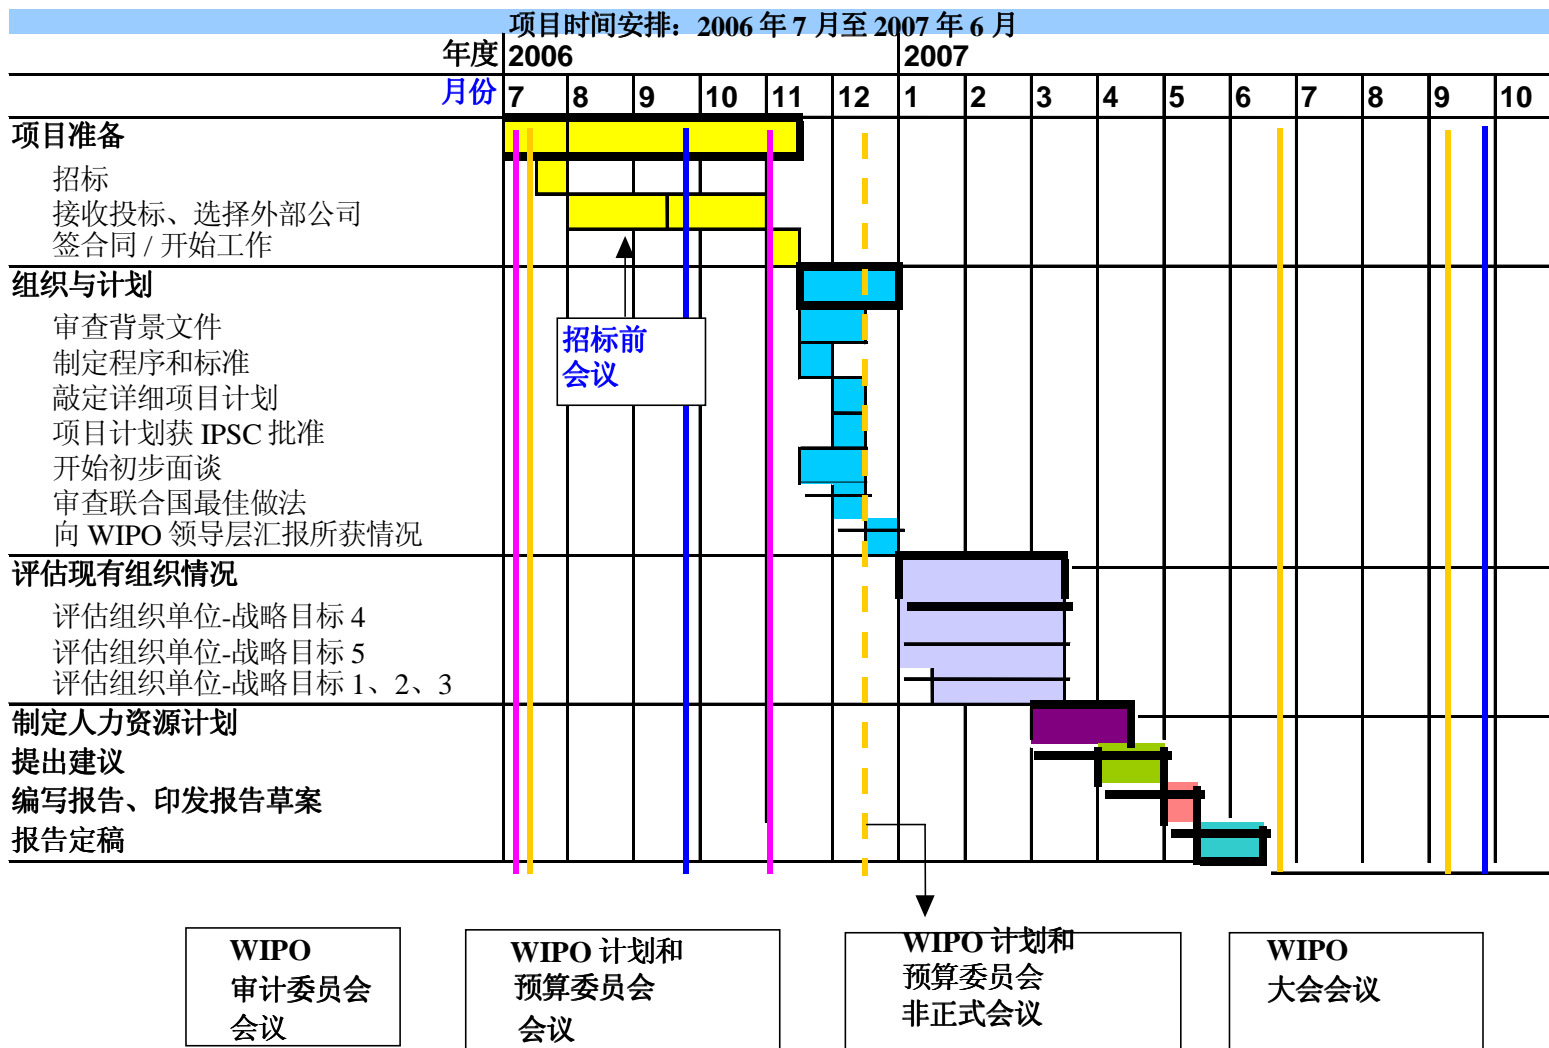 项目时间安排：2006 年 7 月至 2007 年 6 月
年度 2006 2007
月份 7 8 9 10 11 12 1 2 3 4 5 6 7 8 9 10
项目准备
招标
接收投标、选择外部公司
签合同 / 开始工作
组织与计划
审查背景文件
招标前
会议
制定程序和标准
敲定详细项目计划
项目计划获 IPSC 批准
开始初步面谈
审查联合国最佳做法
向 WIPO 领导层汇报所获情况
评估现有组织情况
评估组织单位-战略目标 4
评估组织单位-战略目标 5
评估组织单位-战略目标 1、2、3
制定人力资源计划
提出建议
编写报告、印发报告草案
报告定稿
WIPO
审计委员会
会议
WIPO 计划和
预算委员会
会议
WIPO 计划和
预算委员会
非正式会议
WIPO
大会会议